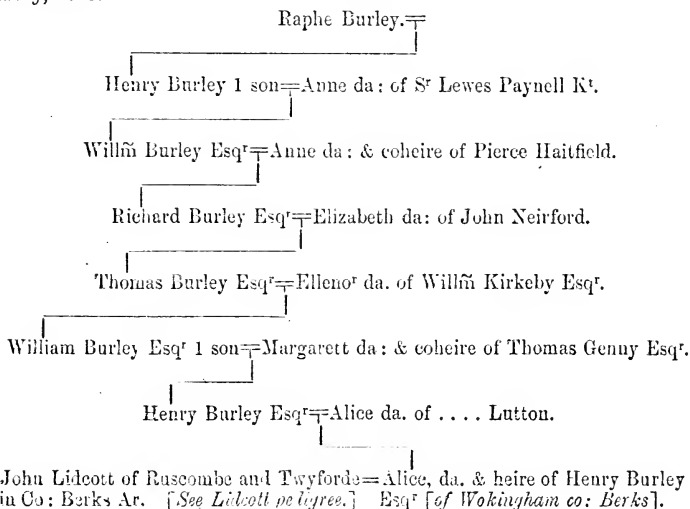 Raphe Burley.=
Henry Burley 1 son=Anne da: of Sʳ Lewes Paynell Kᵗ.
Willm̃ Burley Esqʳ=Anne da: & coheire of Pierce Haitfield.
Richard Burley Esqʳ=Elizabeth da: of John Neirford.
Thomas Burley Esqʳ=Ellenoʳ da. of Willm̃ Kirkeby Esqʳ.
William Burley Esqʳ 1 son=Margarett da: & coheire of Thomas Genny Esqʳ.
Henry Burley Esqʳ=Alice da. of .... Lutton.
John Lidcott of Ruscombe and Twyforde=Alice, da. & heire of Henry Burley
in Co: Berks Ar. [See Lidcott pedigree.] Esqʳ [of Wokingham co: Berks].